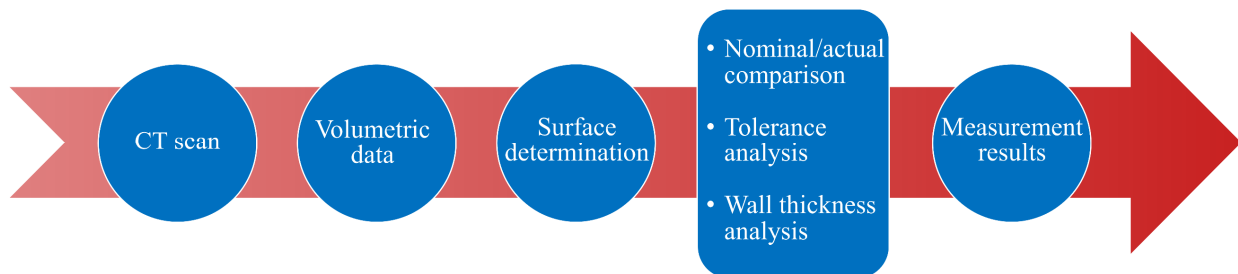 CT scan
Volumetric
data
Surface
determination
• Nominal/actual
comparison
• Tolerance
analysis
• Wall thickness
analysis
Measurement
results